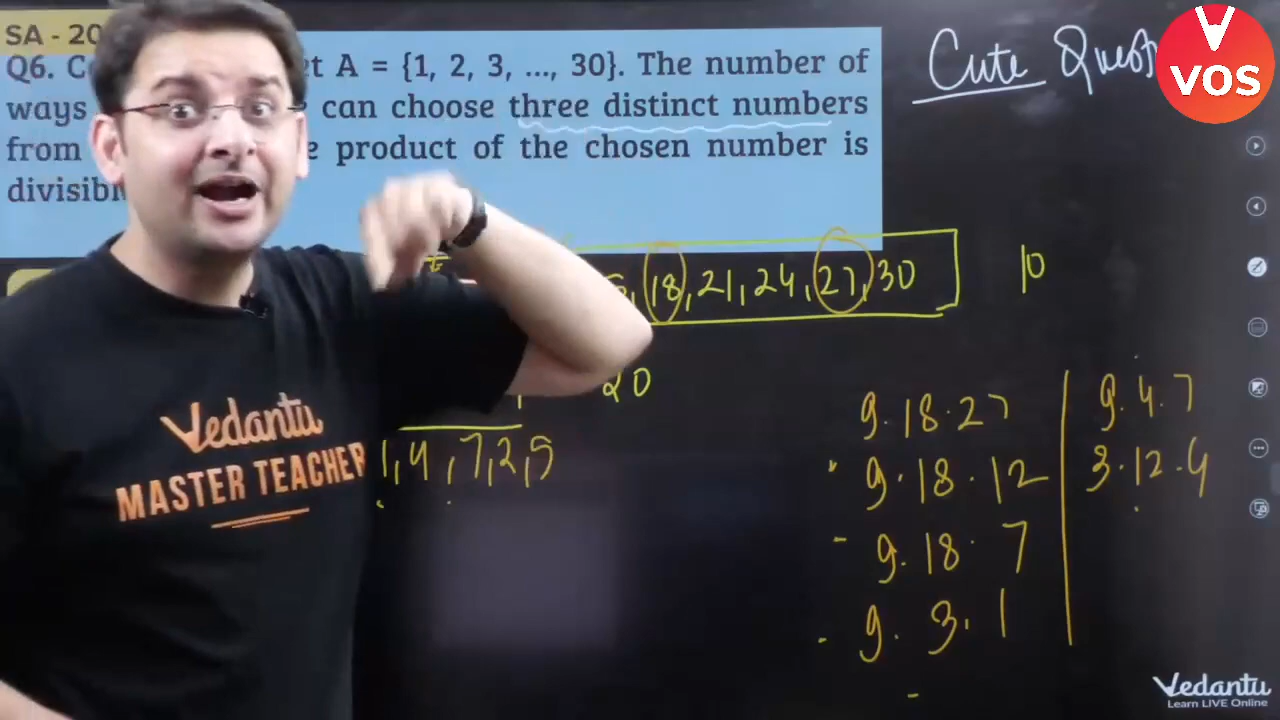 SA - 20
Q6. C t A = {1, 2, 3, ..., 30}. The number of
ways can choose three distinct numbers
from e product of the chosen number is
divisib
Cute Quest
VOS
, 18, 21, 24, 27, 30
10
20
1, 4, 7, 2, 5
9. 18. 27
9. 18. 12
9. 18. 7
9. 3. 1
9. 4. 7
3. 12. 4
Vedantu
MASTER TEACHER
Vedantu
Learn LIVE Online